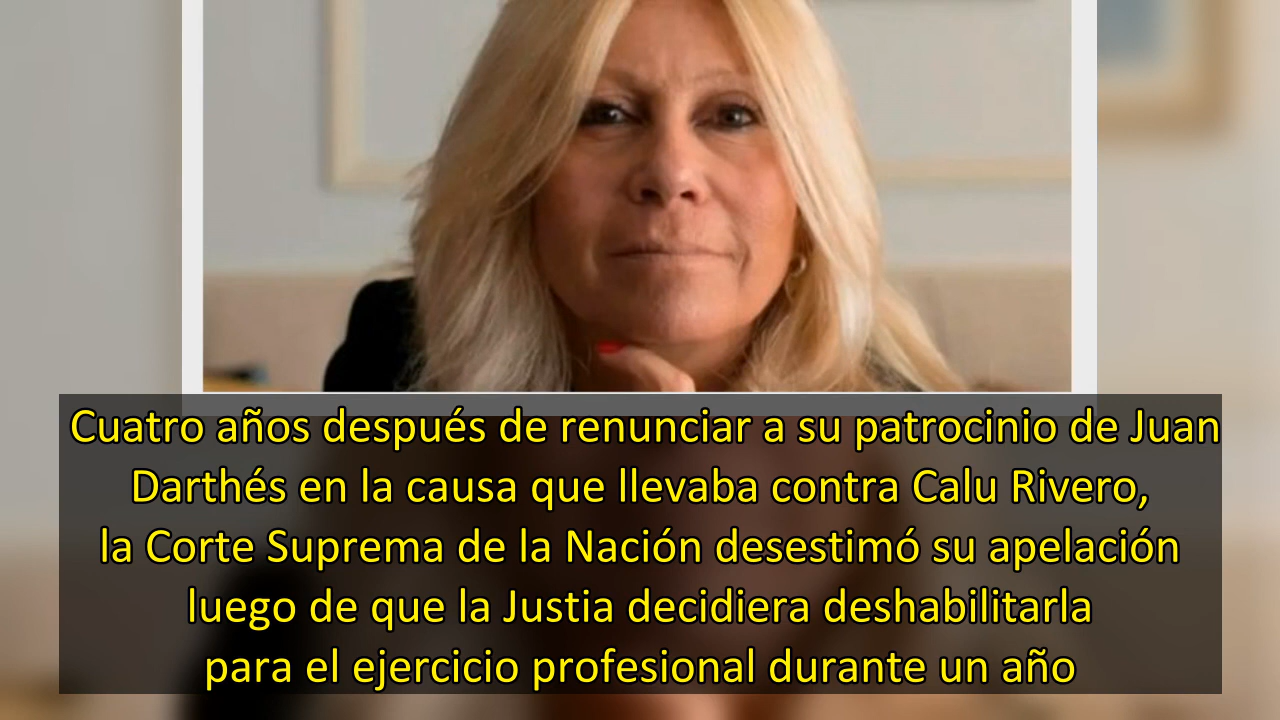 Cuatro años después de renunciar a su patrocinio de Juan
Darthés en la causa que llevaba contra Calu Rivero,
la Corte Suprema de la Nación desestimó su apelación
luego de que la Justia decidiera deshabilitarla
para el ejercicio profesional durante un año